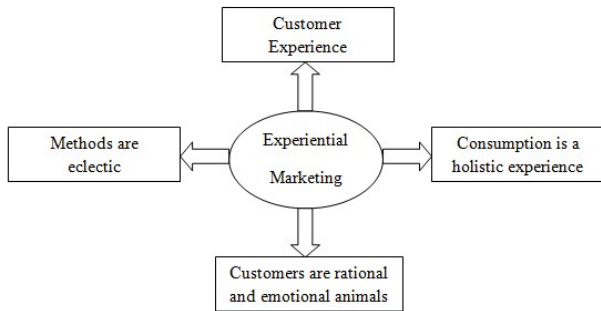 Customer
Experience
Methods are
eclectic
Experiential
Marketing
Consumption is a
holistic experience
Customers are rational
and emotional animals